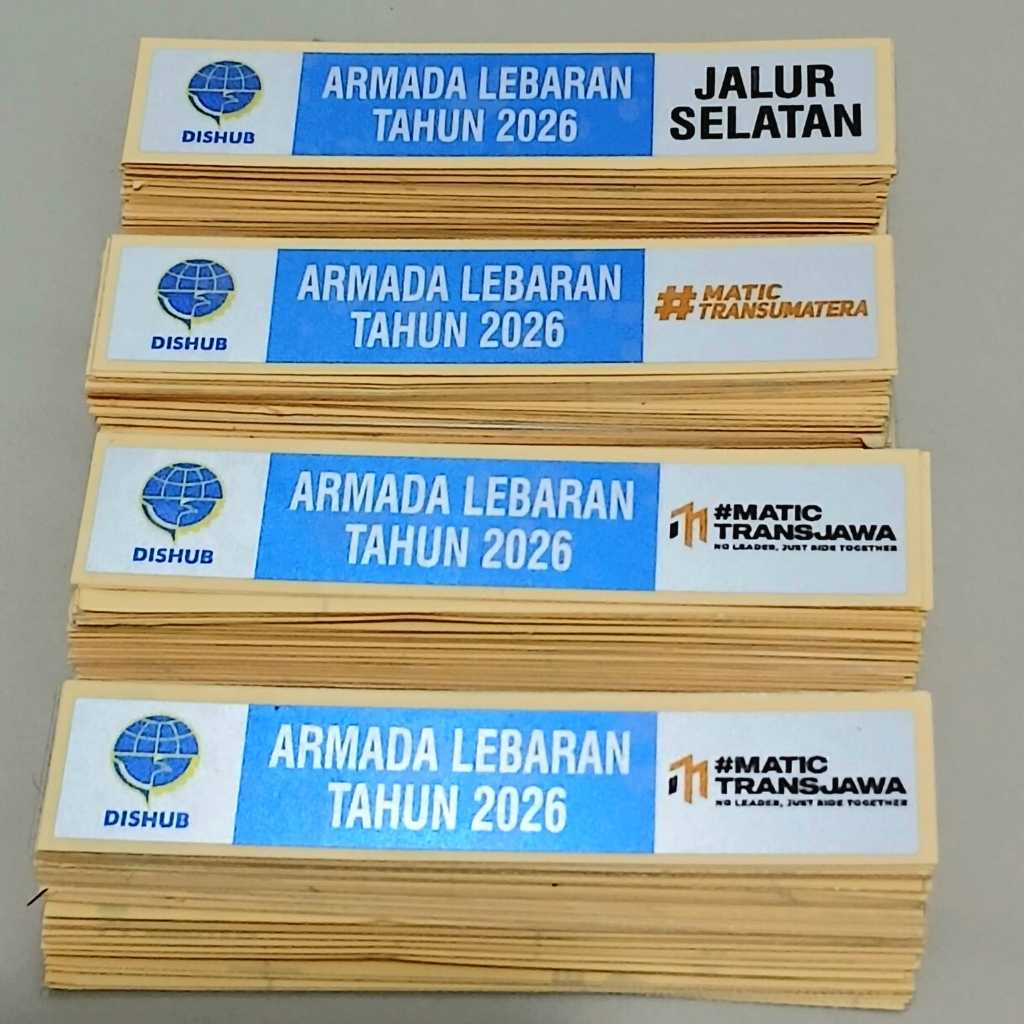 DISHUB
ARMADA LEBARAN
TAHUN 2026
JALUR
SELATAN
DISHUB
ARMADA LEBARAN
TAHUN 2026
#MATIC
TRANSUMATERA
DISHUB
ARMADA LEBARAN
TAHUN 2026
#MATIC
TRANSJAWA
NO LEADER, JUST RIDE TOGETHER
DISHUB
ARMADA LEBARAN
TAHUN 2026
#MATIC
TRANSJAWA
NO LEADER, JUST RIDE TOGETHER